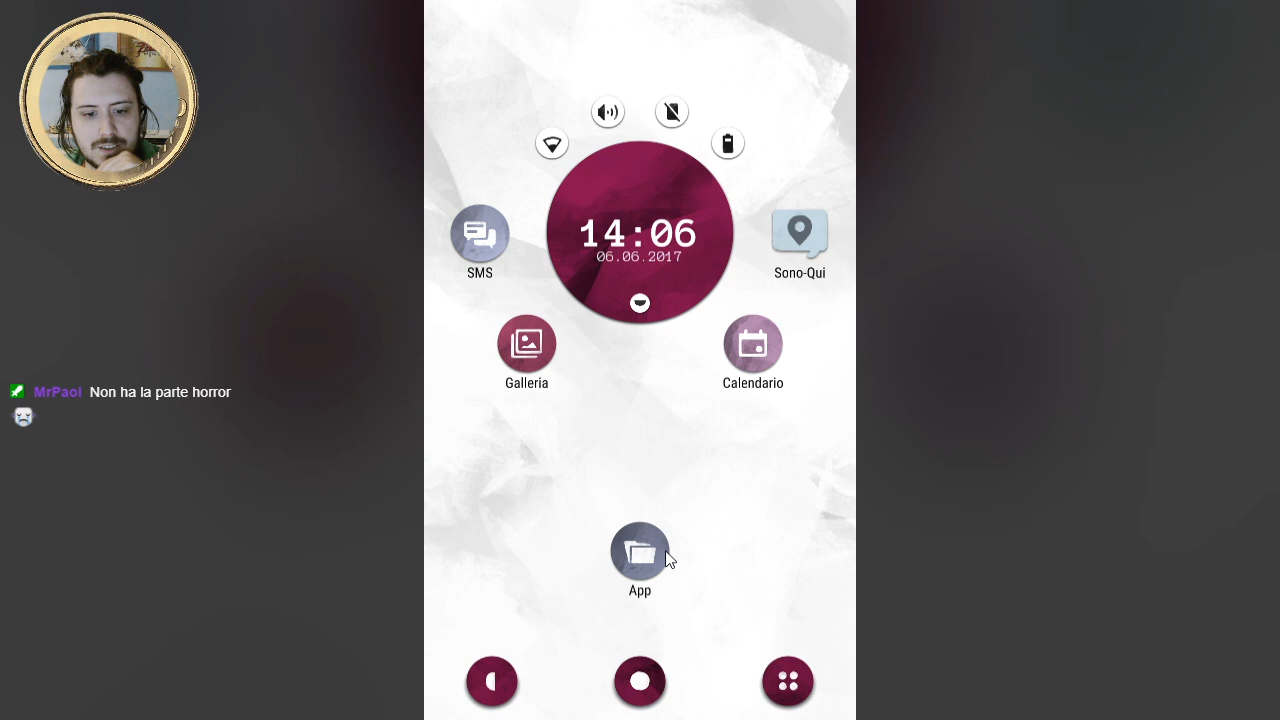 14:06
06.06.2017
SMS
Sono-Qui
Galleria
Calendario
MrPaol Non ha la parte horror
App